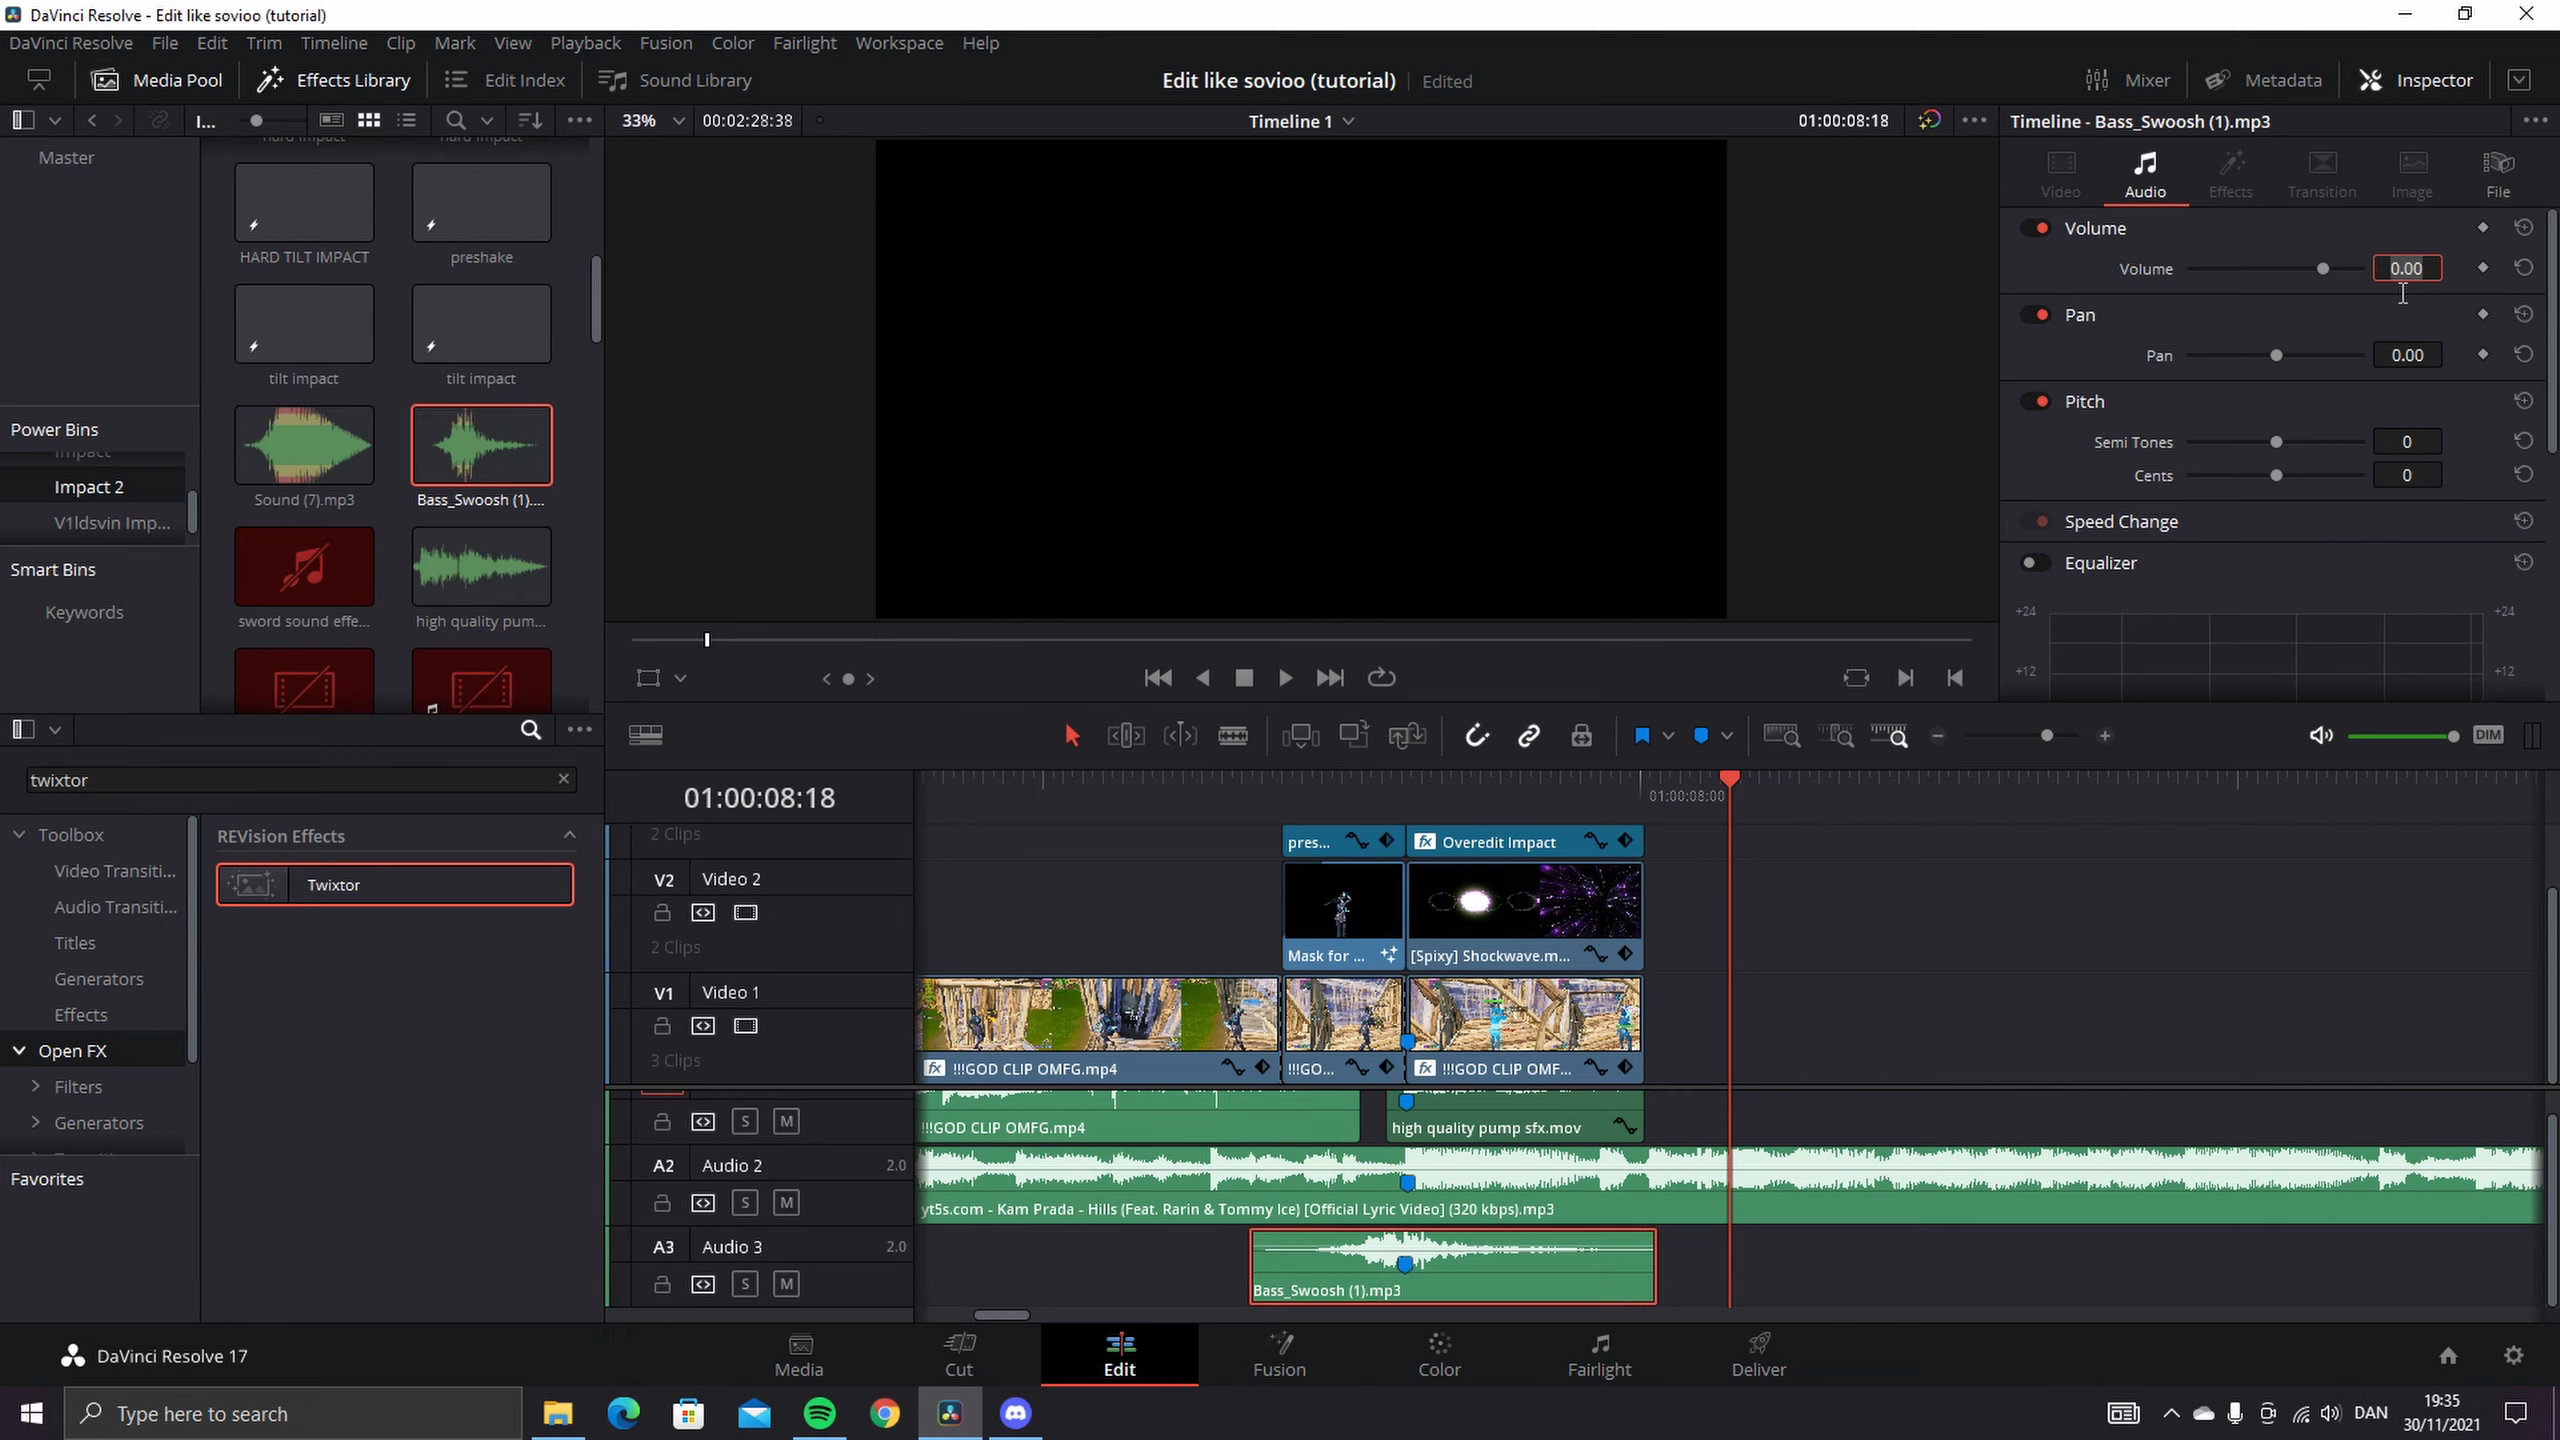 DaVinci Resolve - Edit like sovioo (tutorial)
DaVinci Resolve File Edit Trim Timeline Clip Mark View Playback Fusion Color Fairlight Workspace Help
Media Pool Effects Library Edit Index Sound Library Edit like sovioo (tutorial) Edited Mixer Metadata Inspector
I... 33% 00:02:28:38 Timeline 1 01:00:08:18 Timeline - Bass_Swoosh (1).mp3
Master
hard impact hard impact
HARD TILT IMPACT preshake
tilt impact tilt impact
Sound (7).mp3 Bass_Swoosh (1)....
sword sound effe... high quality pum...
Power Bins
Impact
Impact 2
V1ldsvin Imp...
Smart Bins
Keywords
Video Audio Effects Transition Image File
Volume
Volume 0.00
Pan
Pan 0.00
Pitch
Semi Tones 0
Cents 0
Speed Change
Equalizer
+24 +24
+12 +12
DIM
twixtor
Toolbox
Video Transiti...
Audio Transiti...
Titles
Generators
Effects
Open FX
Filters
Generators
Favorites
REVision Effects
Twixtor
01:00:08:18
01:00:08:00
2 Clips
pres... fx Overedit Impact
V2 Video 2
2 Clips
Mask for ... [Spixy] Shockwave.m...
V1 Video 1
3 Clips
fx !!!GOD CLIP OMFG.mp4 !!!GO... fx !!!GOD CLIP OMF...
S M
!!!GOD CLIP OMFG.mp4 high quality pump sfx.mov
A2 Audio 2 2.0
S M
yt5s.com - Kam Prada - Hills (Feat. Rarin & Tommy Ice) [Official Lyric Video] (320 kbps).mp3
A3 Audio 3 2.0
S M
Bass_Swoosh (1).mp3
DaVinci Resolve 17
Media Cut Edit Fusion Color Fairlight Deliver
Type here to search
DAN
19:35
30/11/2021